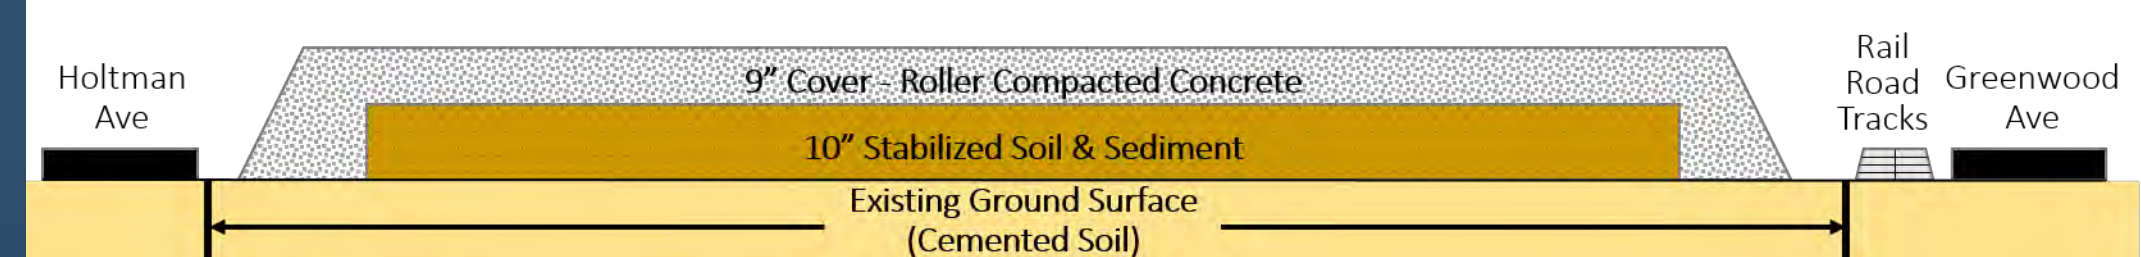 Holtman
Ave
9” Cover - Roller Compacted Concrete
10” Stabilized Soil & Sediment
Existing Ground Surface
(Cemented Soil)
Rail
Road
Tracks
Greenwood
Ave